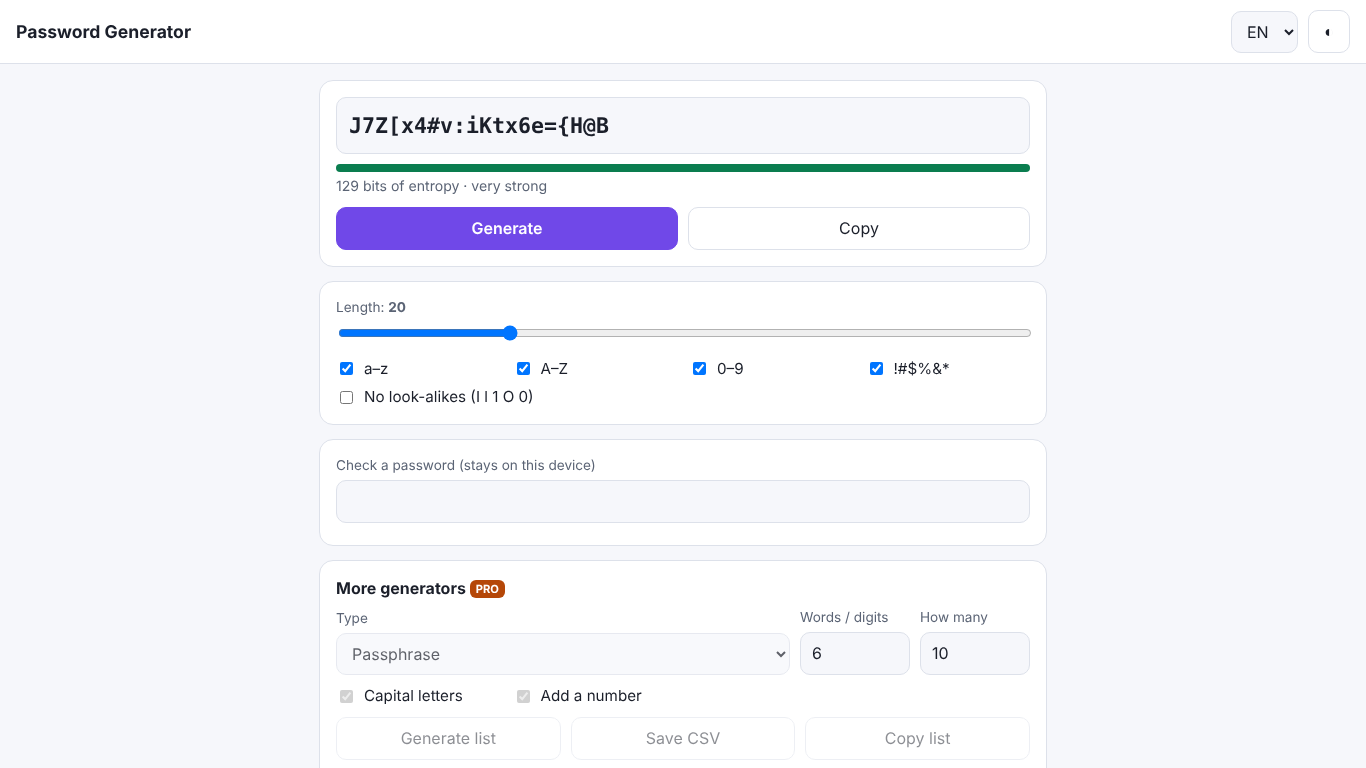 Password Generator
EN
J7Z[x4#v:iKtx6e={H@B
129 bits of entropy · very strong
Generate Copy
Length: 20
a–z A–Z 0–9 !#$%&*
No look-alikes (I l 1 O 0)
Check a password (stays on this device)
More generators PRO
Type Words / digits How many
Passphrase 6 10
Capital letters Add a number
Generate list Save CSV Copy list